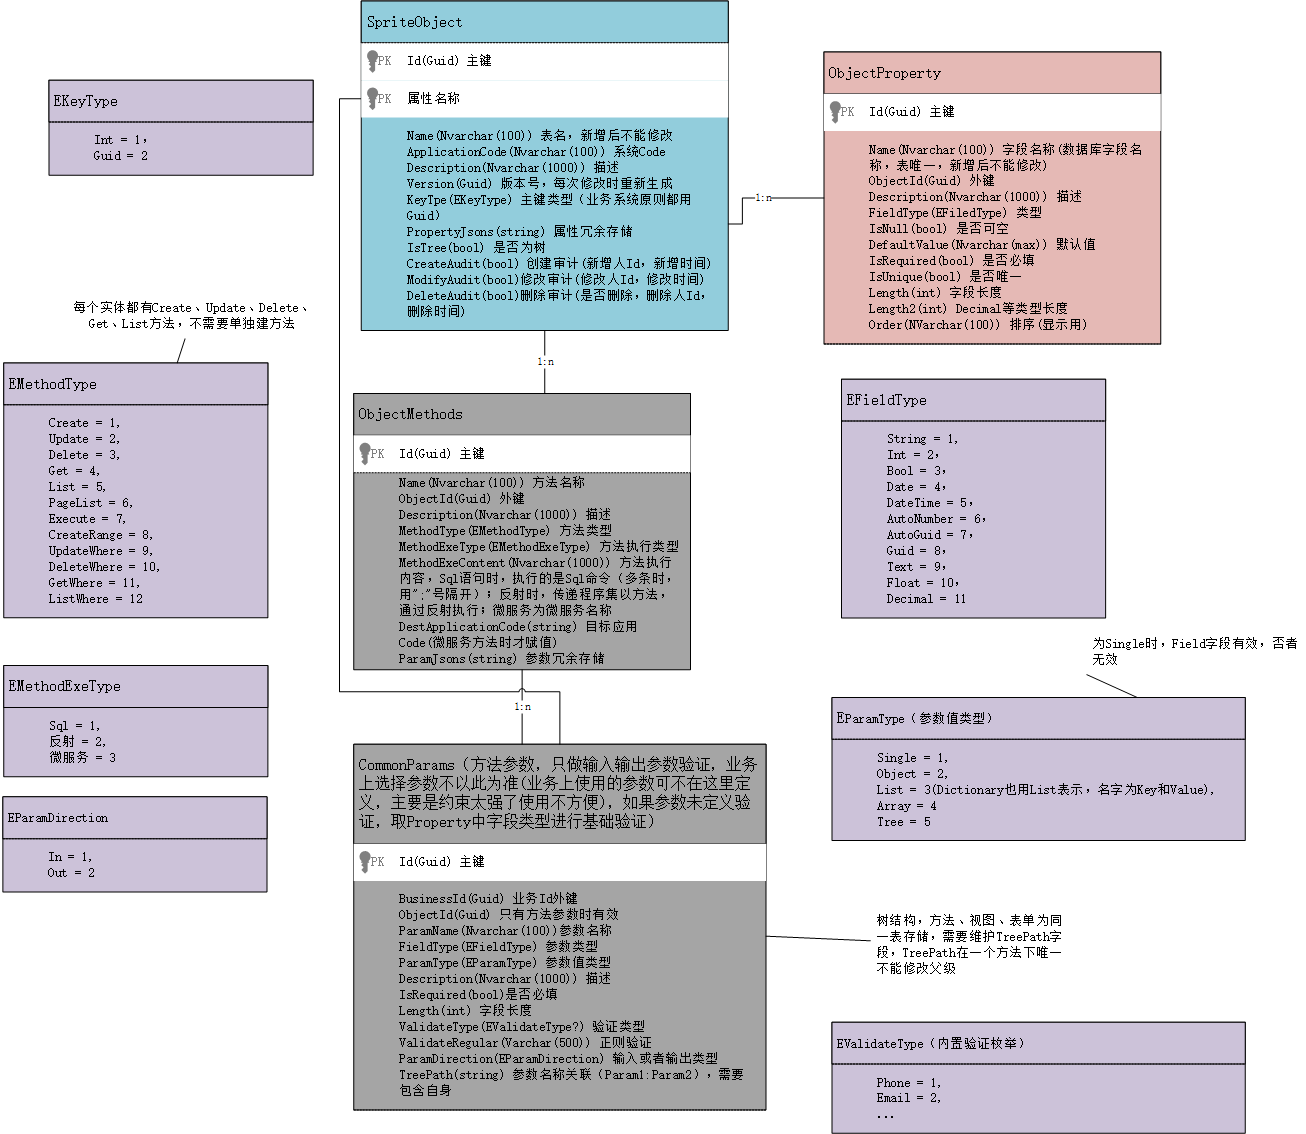 SpriteObject
PK Id(Guid) 主键
PK 属性名称
Name(Nvarchar(100)) 表名，新增后不能修改
ApplicationCode(Nvarchar(100)) 系统Code
Description(Nvarchar(1000)) 描述
Version(Guid) 版本号，每次修改时重新生成
KeyTpe(EKeyType) 主键类型（业务系统原则都用
Guid）
PropertyJsons(string) 属性冗余存储
IsTree(bool) 是否为树
CreateAudit(bool) 创建审计(新增人Id，新增时间)
ModifyAudit(bool)修改审计(修改人Id，修改时间)
DeleteAudit(bool)删除审计(是否删除，删除人Id，
删除时间)
ObjectProperty
PK Id(Guid) 主键
Name(Nvarchar(100)) 字段名称(数据库字段名
称，表唯一，新增后不能修改)
ObjectId(Guid) 外键
Description(Nvarchar(1000)) 描述
FieldType(EFiledType) 类型
IsNull(bool) 是否可空
DefaultValue(Nvarchar(max)) 默认值
IsRequired(bool) 是否必填
IsUnique(bool) 是否唯一
Length(int) 字段长度
Length2(int) Decimal等类型长度
Order(NVarchar(100)) 排序(显示用)
1:n
EKeyType
Int = 1,
Guid = 2
每个实体都有Create、Update、Delete、
Get、List方法，不需要单独建方法
EMethodType
Create = 1,
Update = 2,
Delete = 3,
Get = 4,
List = 5,
PageList = 6,
Execute = 7,
CreateRange = 8,
UpdateWhere = 9,
DeleteWhere = 10,
GetWhere = 11,
ListWhere = 12
1:n
ObjectMethods
PK Id(Guid) 主键
Name(Nvarchar(100)) 方法名称
ObjectId(Guid) 外键
Description(Nvarchar(1000)) 描述
MethodType(EMethodType) 方法类型
MethodExeType(EMethodExeType) 方法执行类型
MethodExeContent(Nvarchar(1000)) 方法执行
内容，Sql语句时，执行的是Sql命令（多条时，
用";"号隔开）；反射时，传递程序集以方法，
通过反射执行；微服务为微服务名称
DestApplicationCode(string) 目标应用
Code(微服务方法时才赋值)
ParamJsons(string) 参数冗余存储
EFieldType
String = 1,
Int = 2,
Bool = 3,
Date = 4,
DateTime = 5,
AutoNumber = 6,
AutoGuid = 7,
Guid = 8,
Text = 9,
Float = 10,
Decimal = 11
EMethodExeType
Sql = 1,
反射 = 2,
微服务 = 3
EParamDirection
In = 1,
Out = 2
1:n
CommonParams（方法参数，只做输入输出参数验证，业务
上选择参数不以此为准(业务上使用的参数可不在这里定
义，主要是约束太强了使用不方便)，如果参数未定义验
证，取Property中字段类型进行基础验证）
PK Id(Guid) 主键
BusinessId(Guid) 业务Id外键
ObjectId(Guid) 只有方法参数时有效
ParamName(Nvarchar(100))参数名称
FieldType(EFieldType) 参数类型
ParamType(EParamType) 参数值类型
Description(Nvarchar(1000)) 描述
IsRequired(bool)是否必填
Length(int) 字段长度
ValidateType(EValidateType?) 验证类型
ValidateRegular(Varchar(500)) 正则验证
ParamDirection(EParamDirection) 输入或者输出类型
TreePath(string) 参数名称关联（Param1:Param2），需要
包含自身
为Single时，Field字段有效，否者
无效
EParamType（参数值类型）
Single = 1,
Object = 2,
List = 3(Dictionary也用List表示，名字为Key和Value),
Array = 4
Tree = 5
树结构，方法、视图、表单为同
一表存储，需要维护TreePath字
段，TreePath在一个方法下唯一
不能修改父级
EValidateType（内置验证枚举）
Phone = 1,
Email = 2,
...